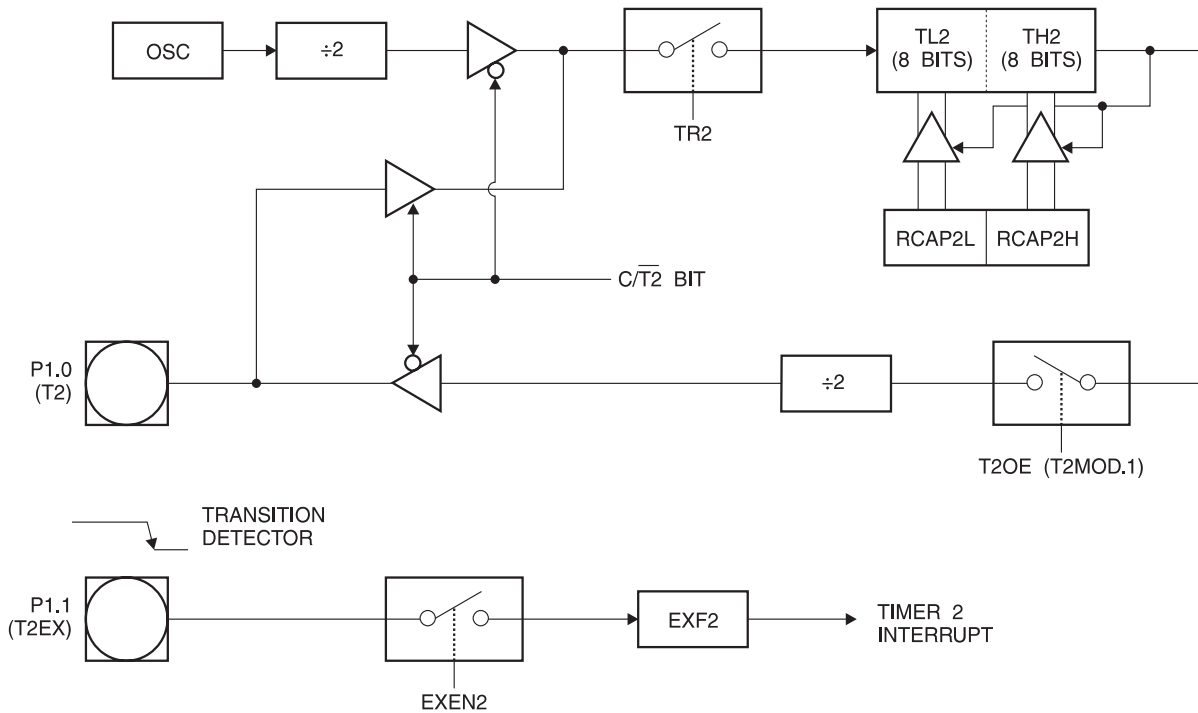 OSC
÷2
TR2
TL2
(8 BITS)
TH2
(8 BITS)
RCAP2L
RCAP2H
C/T2̅ BIT
P1.0
(T2)
÷2
T2OE (T2MOD.1)
TRANSITION
DETECTOR
P1.1
(T2EX)
EXEN2
EXF2
TIMER 2
INTERRUPT